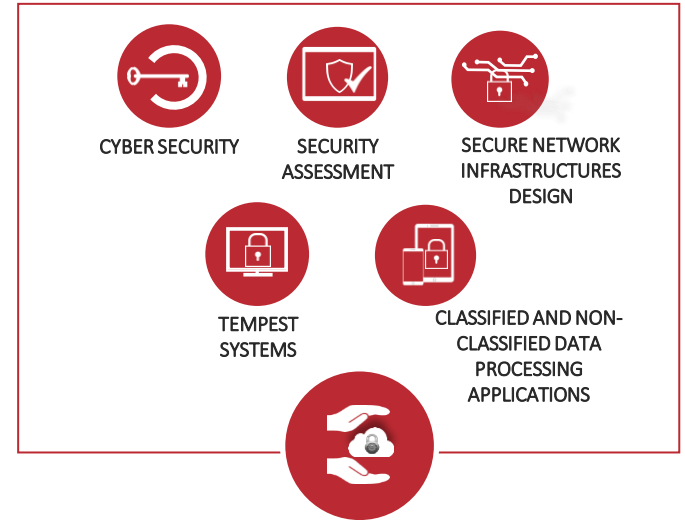 CYBER SECURITY
SECURITY
ASSESSMENT
SECURE NETWORK
INFRASTRUCTURES
DESIGN
TEMPEST
SYSTEMS
CLASSIFIED AND NON-
CLASSIFIED DATA
PROCESSING
APPLICATIONS